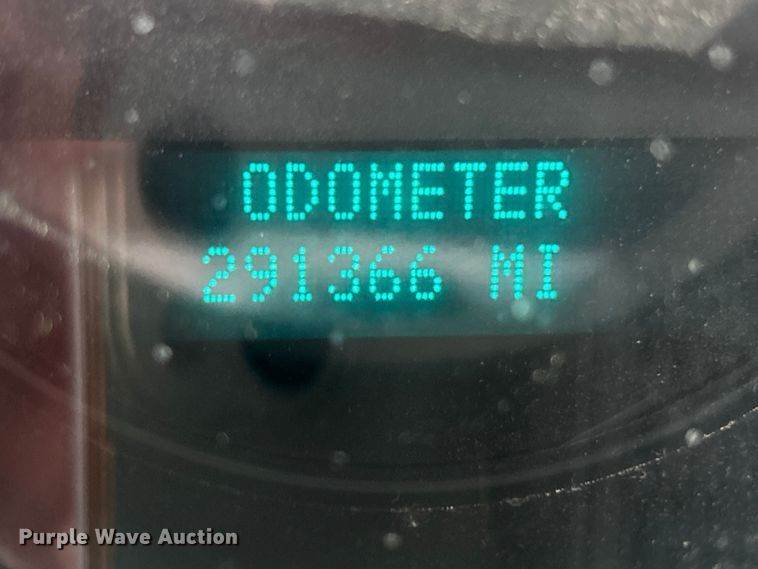 ODOMETER
291366 MI
Purple Wave Auction